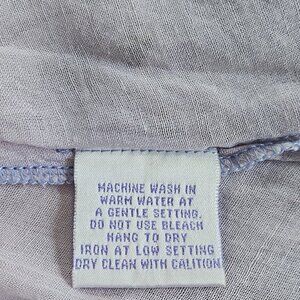 MACHINE WASH IN
WARM WATER AT
A GENTLE SETTING.
DO NOT USE BLEACH
HANG TO DRY
IRON AT LOW SETTING
DRY CLEAN WITH CALITION